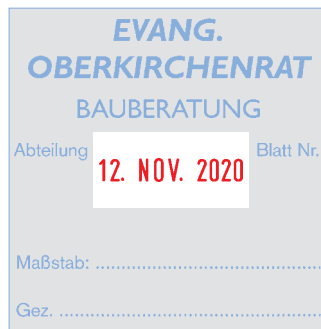 EVANG.
OBERKIRCHENRAT
BAUBERATUNG
Abteilung 12. NOV. 2020 Blatt Nr.
Maßstab: ..............................................
Gez. .....................................................